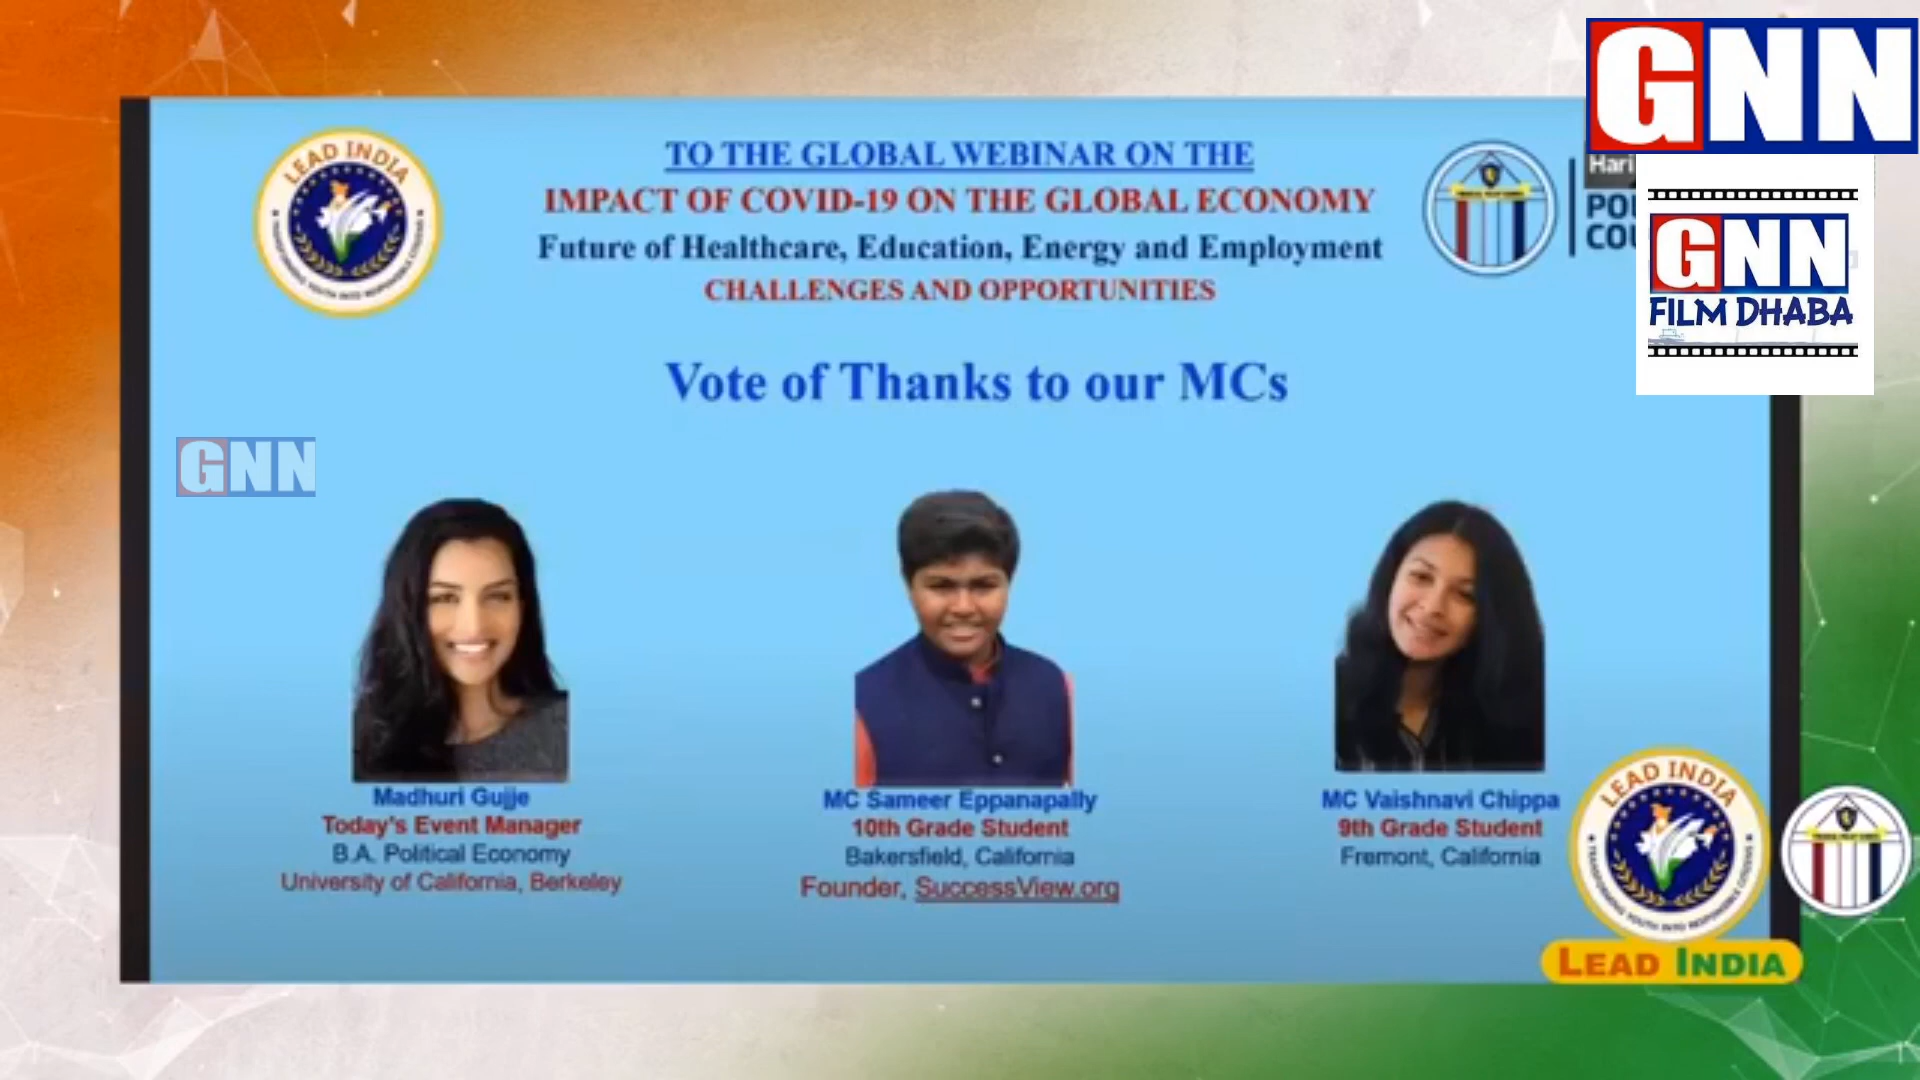 GNN
LEAD INDIA
TO THE GLOBAL WEBINAR ON THE
IMPACT OF COVID-19 ON THE GLOBAL ECONOMY
Future of Healthcare, Education, Energy and Employment
CHALLENGES AND OPPORTUNITIES
Hari
GNN
FILM DHABA
Vote of Thanks to our MCs
GNN
Madhuri Gujje
Today's Event Manager
B.A. Political Economy
University of California, Berkeley
MC Sameer Eppanapally
10th Grade Student
Bakersfield, California
Founder, SuccessView.org
MC Vaishnavi Chippa
9th Grade Student
Fremont, California
LEAD INDIA
LEAD INDIA